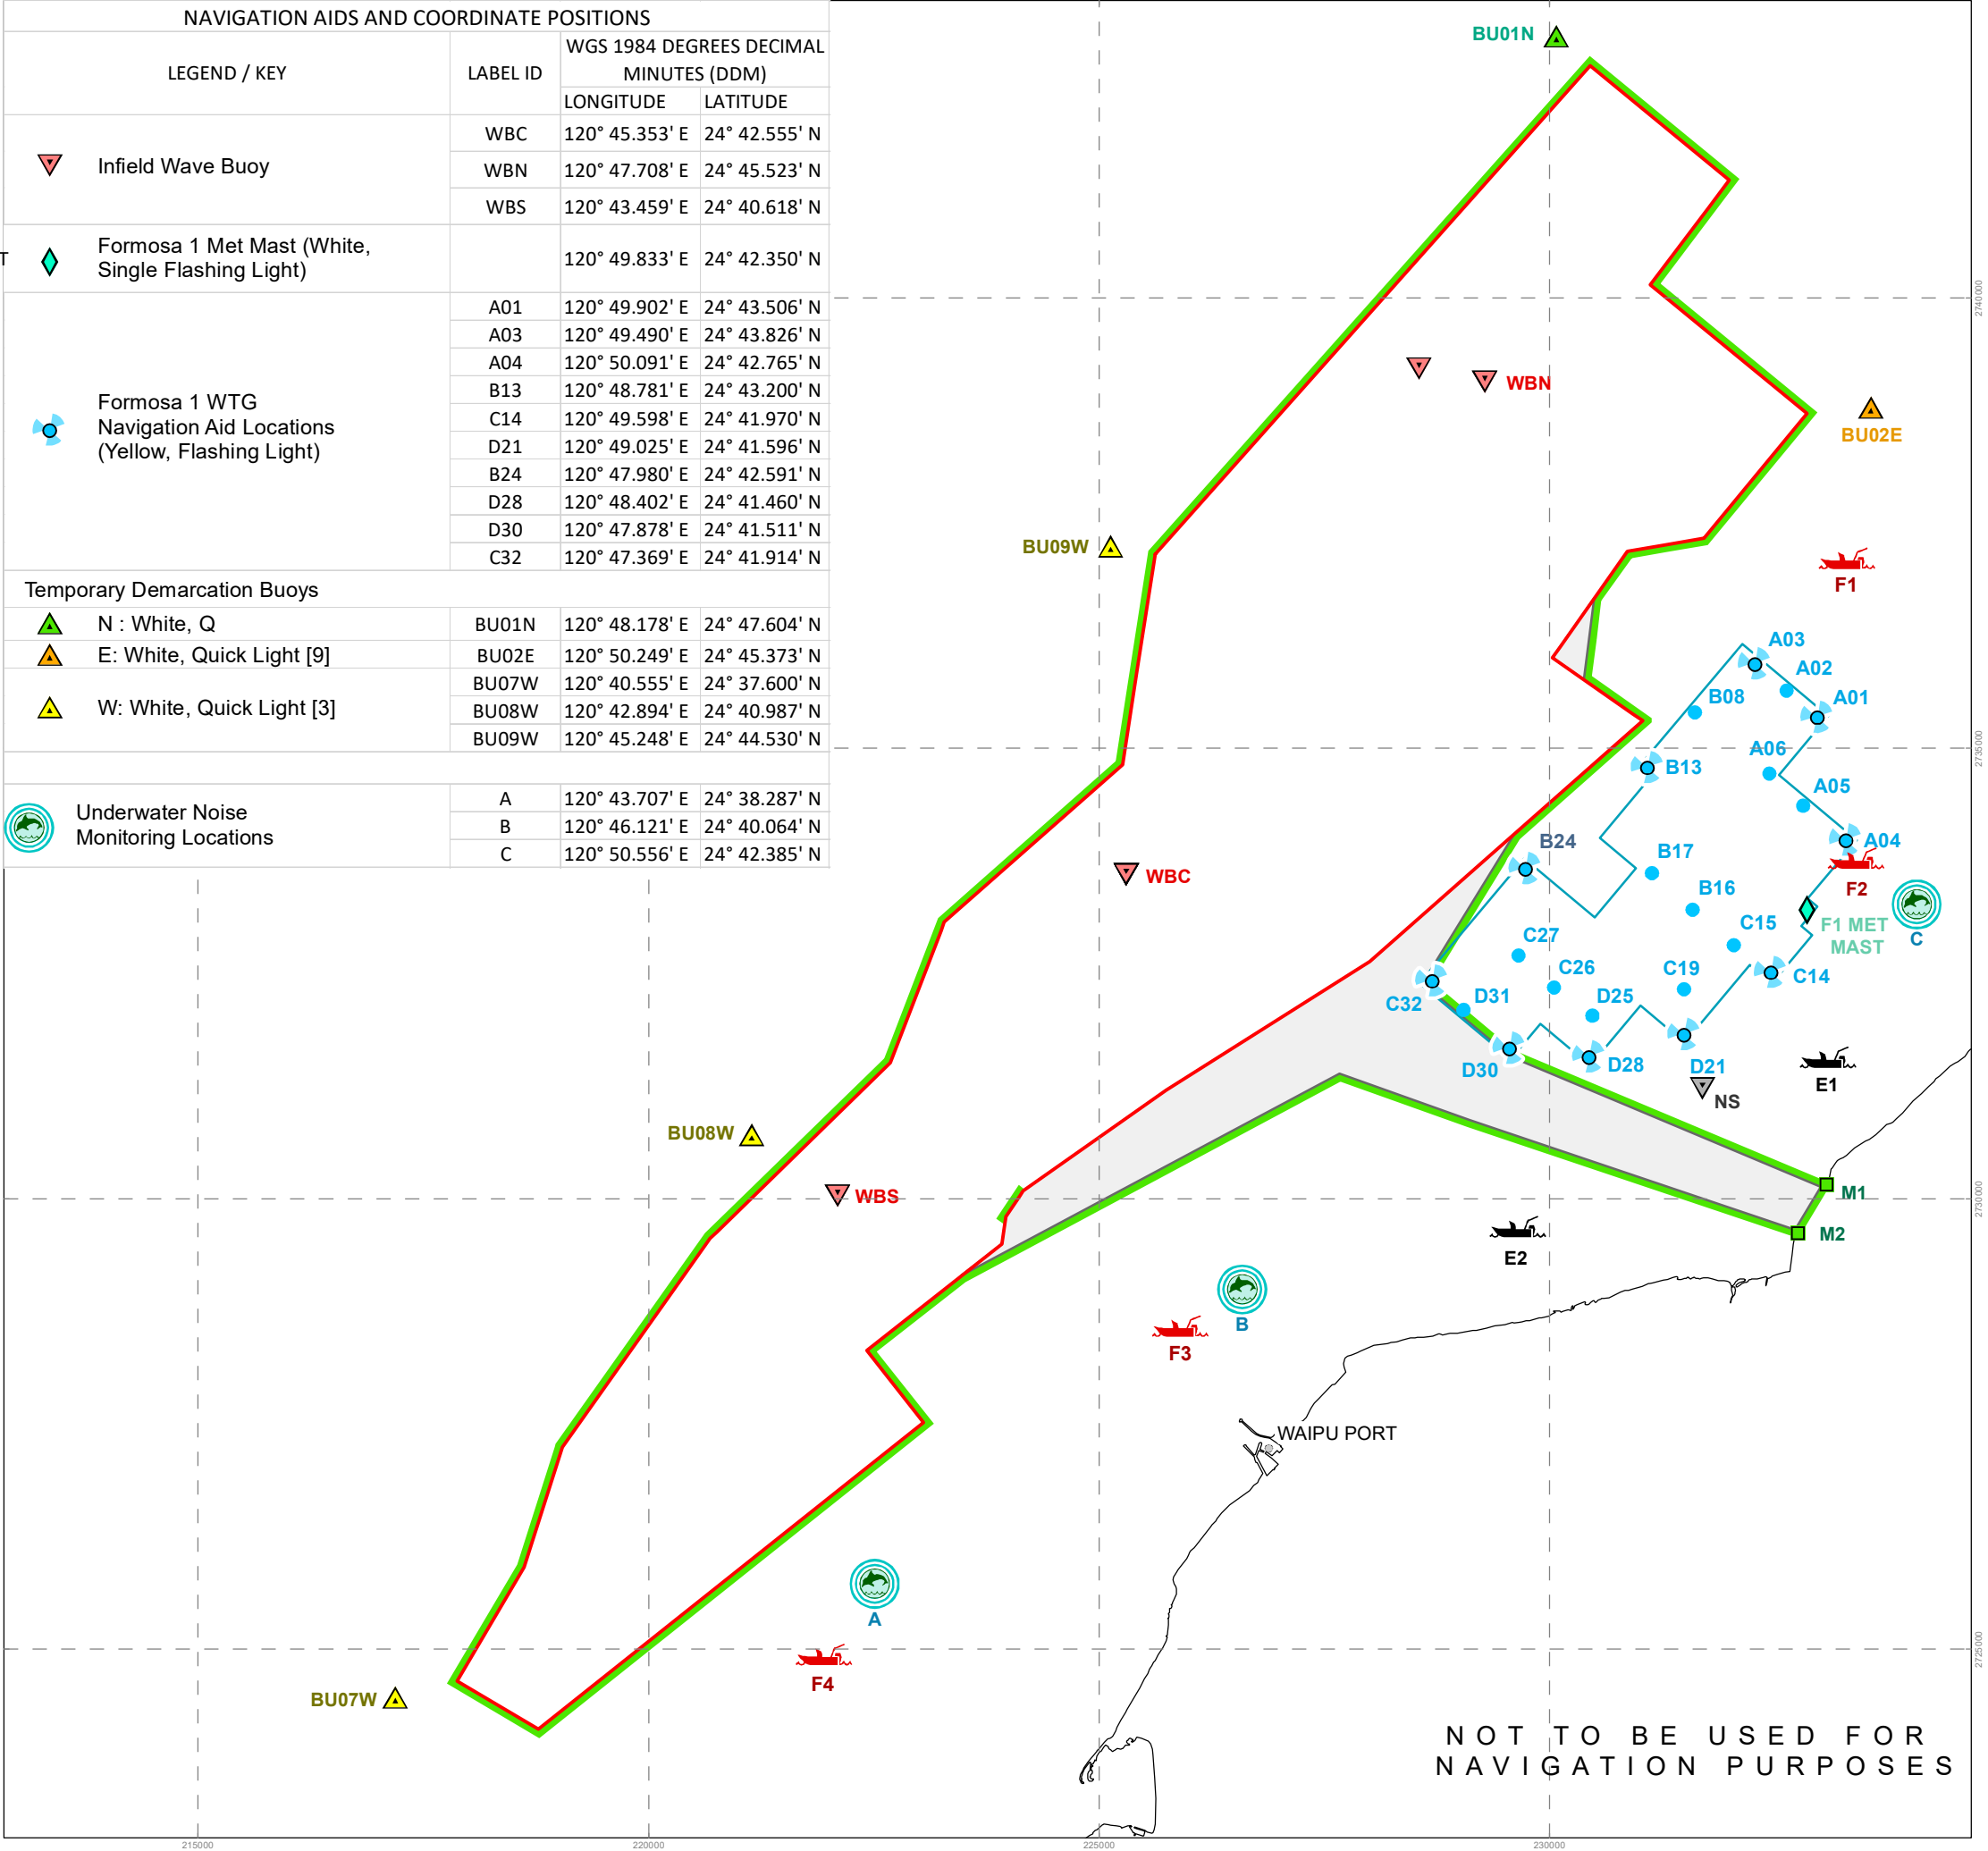 NAVIGATION AIDS AND COORDINATE POSITIONS
LEGEND / KEY
LABEL ID
WGS 1984 DEGREES DECIMAL
MINUTES (DDM)
LONGITUDE LATITUDE
Infield Wave Buoy
WBC 120° 45.353' E 24° 42.555' N
WBN 120° 47.708' E 24° 45.523' N
WBS 120° 43.459' E 24° 40.618' N
T
Formosa 1 Met Mast (White,
Single Flashing Light)
120° 49.833' E 24° 42.350' N
Formosa 1 WTG
Navigation Aid Locations
(Yellow, Flashing Light)
A01 120° 49.902' E 24° 43.506' N
A03 120° 49.490' E 24° 43.826' N
A04 120° 50.091' E 24° 42.765' N
B13 120° 48.781' E 24° 43.200' N
C14 120° 49.598' E 24° 41.970' N
D21 120° 49.025' E 24° 41.596' N
B24 120° 47.980' E 24° 42.591' N
D28 120° 48.402' E 24° 41.460' N
D30 120° 47.878' E 24° 41.511' N
C32 120° 47.369' E 24° 41.914' N
Temporary Demarcation Buoys
N : White, Q BU01N 120° 48.178' E 24° 47.604' N
E: White, Quick Light [9] BU02E 120° 50.249' E 24° 45.373' N
W: White, Quick Light [3]
BU07W 120° 40.555' E 24° 37.600' N
BU08W 120° 42.894' E 24° 40.987' N
BU09W 120° 45.248' E 24° 44.530' N
Underwater Noise
Monitoring Locations
A 120° 43.707' E 24° 38.287' N
B 120° 46.121' E 24° 40.064' N
C 120° 50.556' E 24° 42.385' N
BU01N
2740000
WBN
BU02E
BU09W
F1
A03
A02
A01
B08
2735000
A06
B13
A05
A04
B24
B17
F2
WBC
B16
C15
F1 MET
MAST
C
C27
C26
C19
C14
C32
D31
D25
D30
D28
D21
E1
NS
BU08W
WBS
M1
2730000
M2
E2
B
F3
WAIPU PORT
A
2725000
F4
BU07W
NOT TO BE USED FOR
NAVIGATION PURPOSES
215000
220000
225000
230000